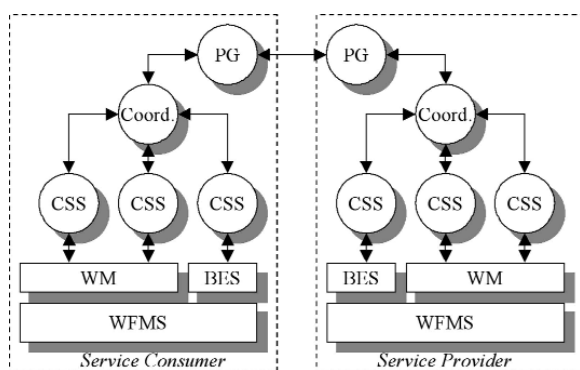 PG PG
Coord. Coord.
CSS CSS CSS CSS CSS CSS
WM BES BES WM
WFMS WFMS
Service Consumer Service Provider